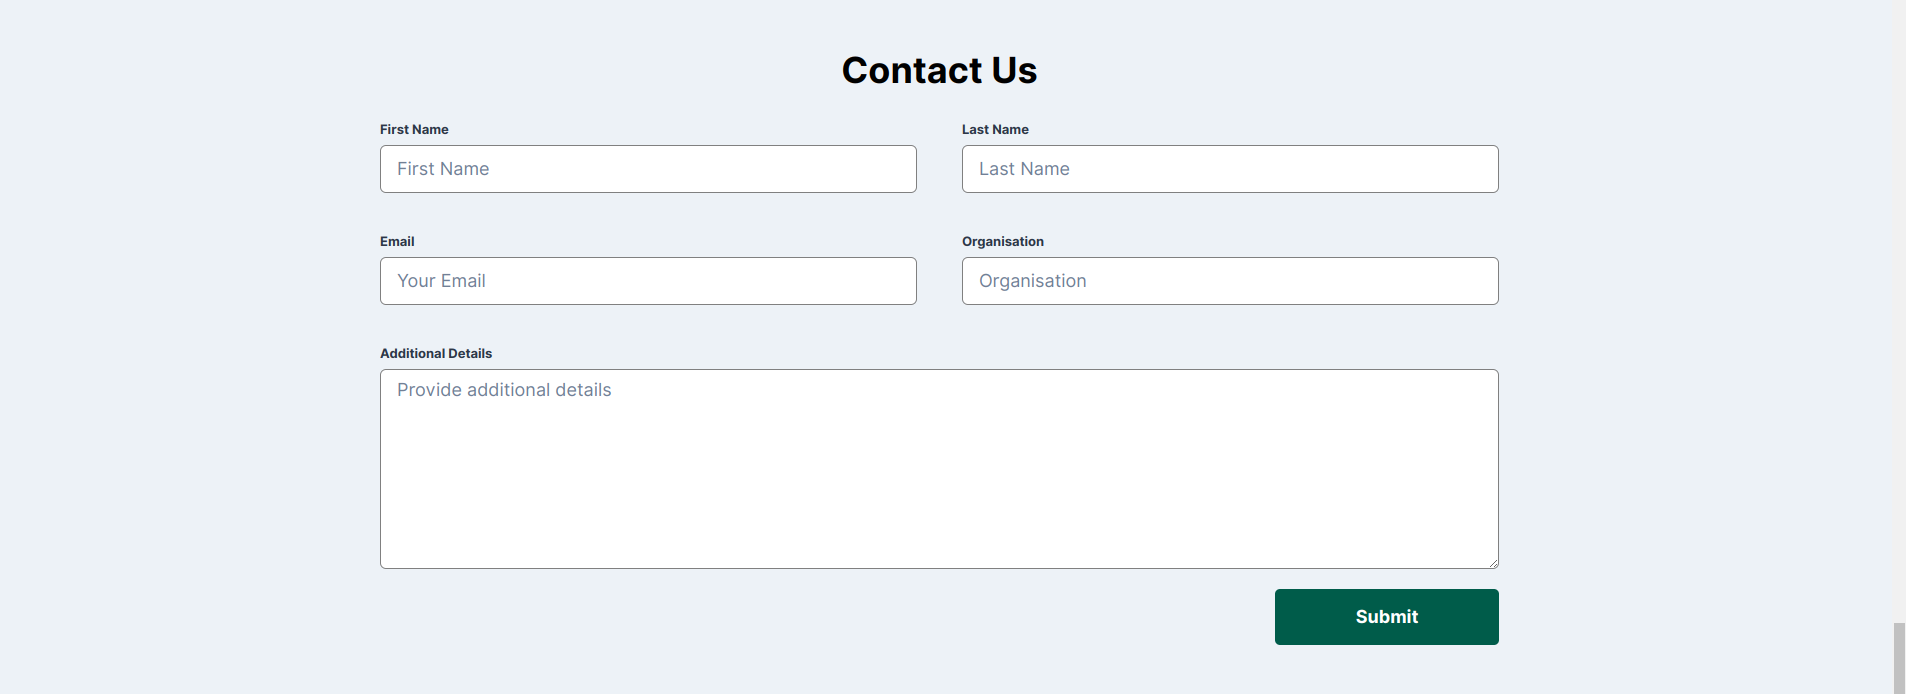 Contact Us
First Name
Last Name
First Name
Last Name
Email
Organisation
Your Email
Organisation
Additional Details
Provide additional details
Submit